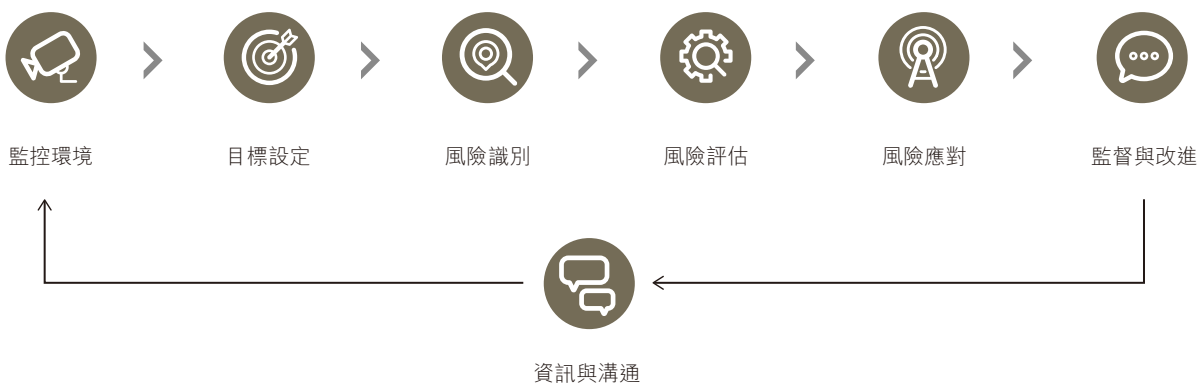 監控環境
目標設定
風險識別
風險評估
風險應對
監督與改進
資訊與溝通